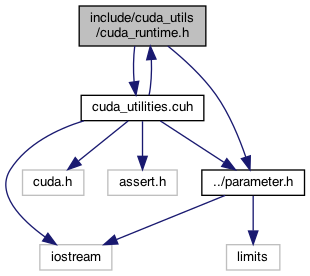 include/cuda_utils
/cuda_runtime.h
cuda_utilities.cuh
cuda.h
assert.h
../parameter.h
iostream
limits